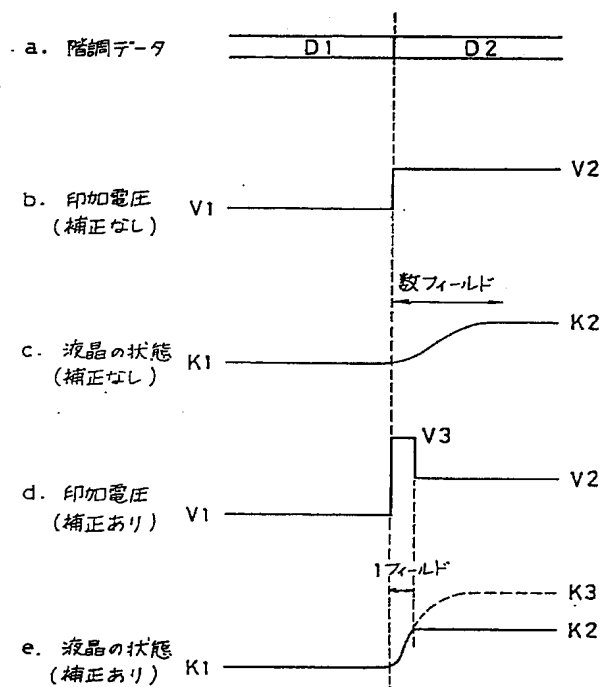 a. 階調データ D1 D2
b. 印加電圧 V1 V2
(補正なし)
数フィールド
c. 液晶の状態 K1 K2
(補正なし)
V3
d. 印加電圧 V1 V2
(補正あり)
1フィールド
K3
e. 液晶の状態 K1 K2
(補正あり)